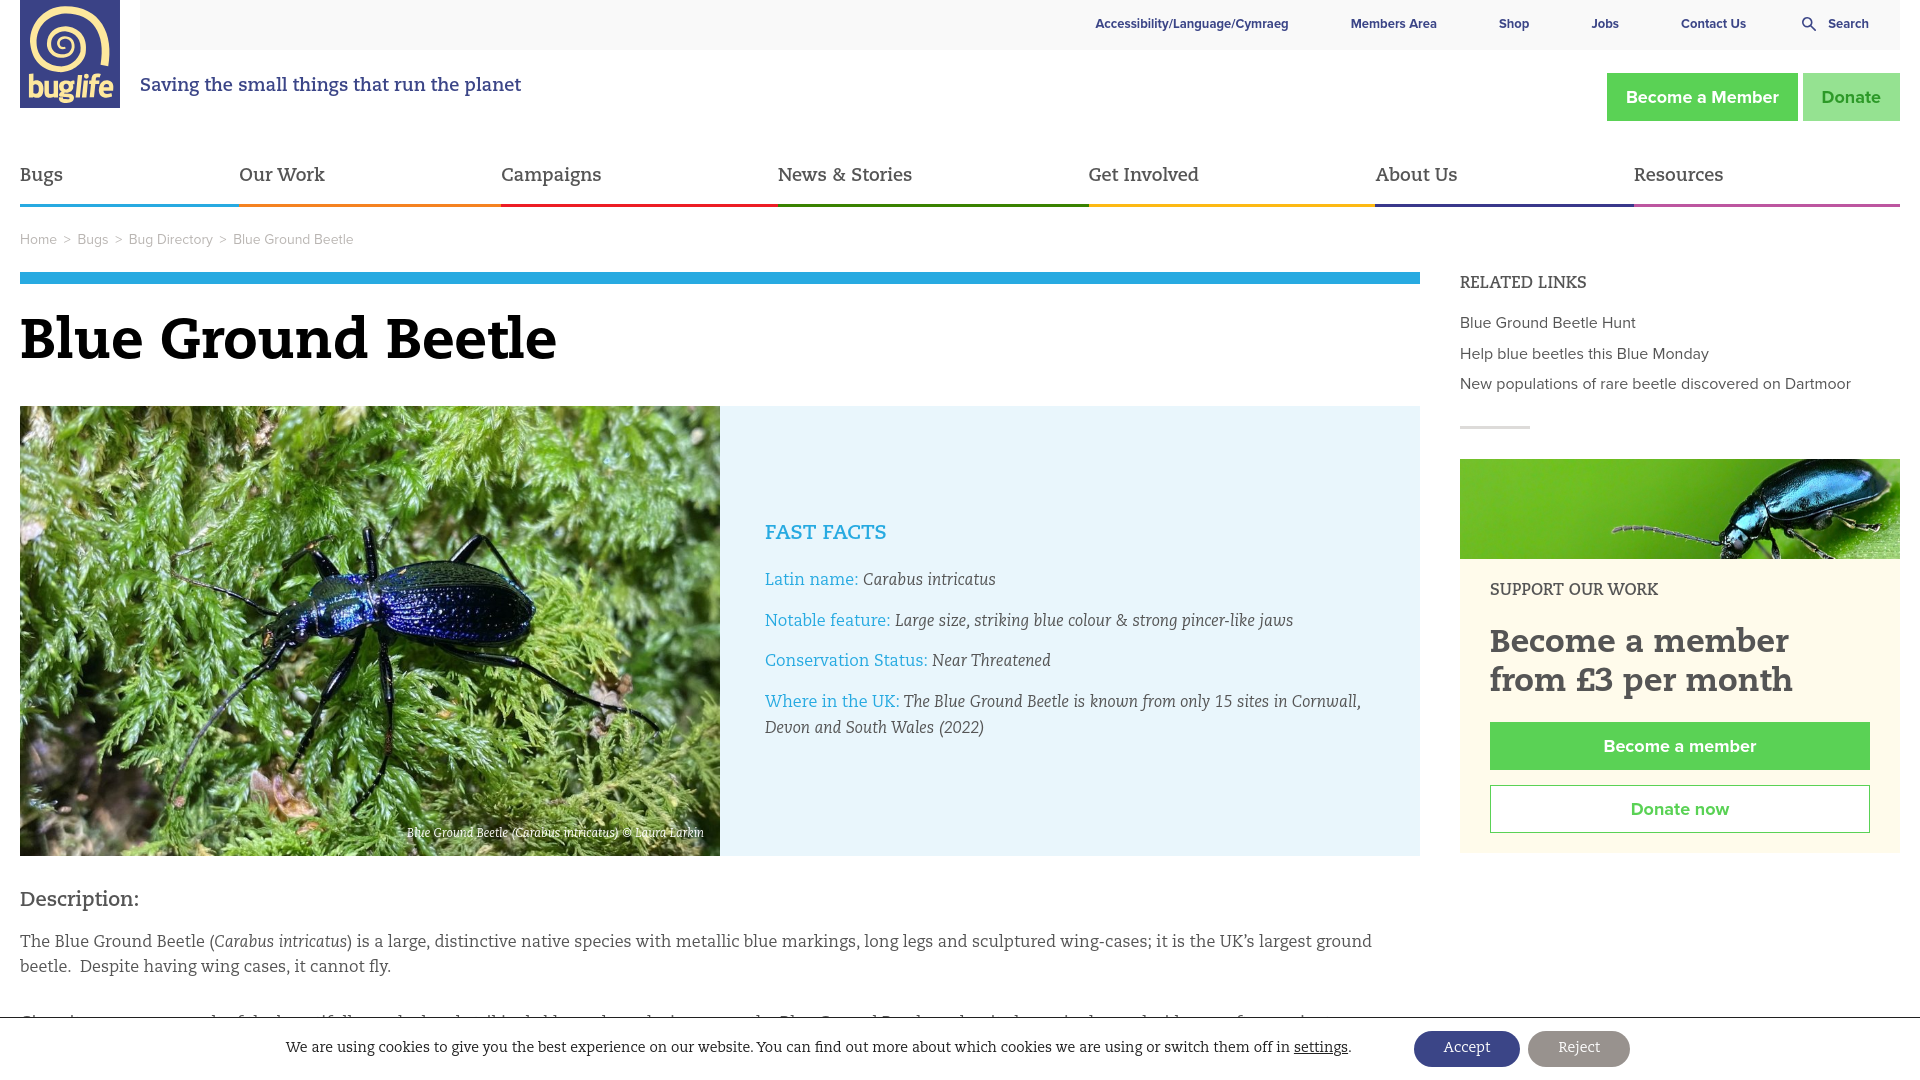 Accessibility/Language/Cymraeg
Members Area
Shop
Jobs
Contact Us
Search
buglife
Saving the small things that run the planet
Become a Member
Donate
Bugs
Our Work
Campaigns
News & Stories
Get Involved
About Us
Resources
Home > Bugs > Bug Directory > Blue Ground Beetle
Blue Ground Beetle
Blue Ground Beetle (Carabus intricatus) © Laura Larkin
FAST FACTS
Latin name: Carabus intricatus
Notable feature: Large size, striking blue colour & strong pincer-like jaws
Conservation Status: Near Threatened
Where in the UK: The Blue Ground Beetle is known from only 15 sites in Cornwall,
Devon and South Wales (2022)
Description:
The Blue Ground Beetle (Carabus intricatus) is a large, distinctive native species with metallic blue markings, long legs and sculptured wing-cases; it is the UK’s largest ground
beetle.  Despite having wing cases, it cannot fly.
RELATED LINKS
Blue Ground Beetle Hunt
Help blue beetles this Blue Monday
New populations of rare beetle discovered on Dartmoor
SUPPORT OUR WORK
Become a member
from £3 per month
Become a member
Donate now
We are using cookies to give you the best experience on our website. You can find out more about which cookies we are using or switch them off in settings.
Accept
Reject